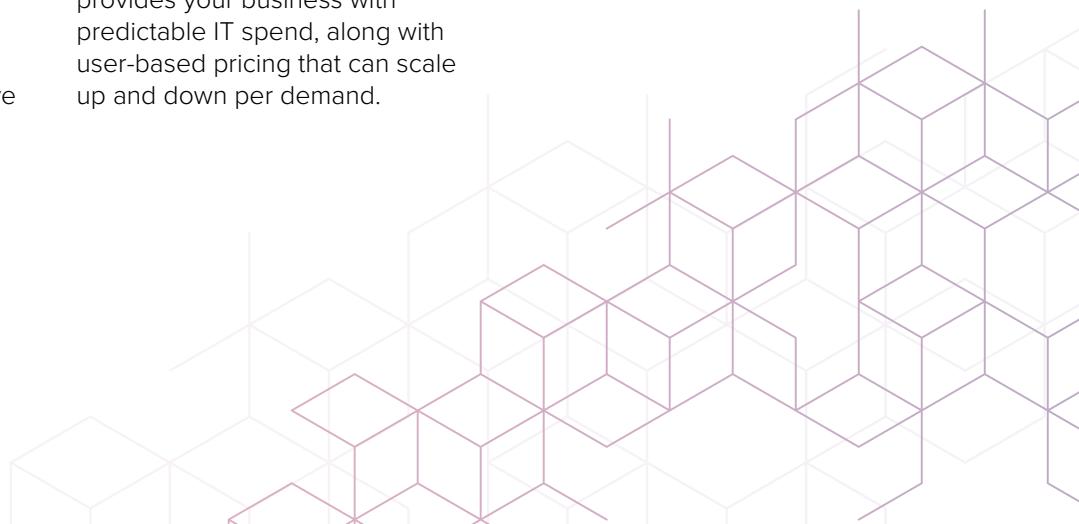 provides your business with
predictable IT spend, along with
user-based pricing that can scale
up and down per demand.